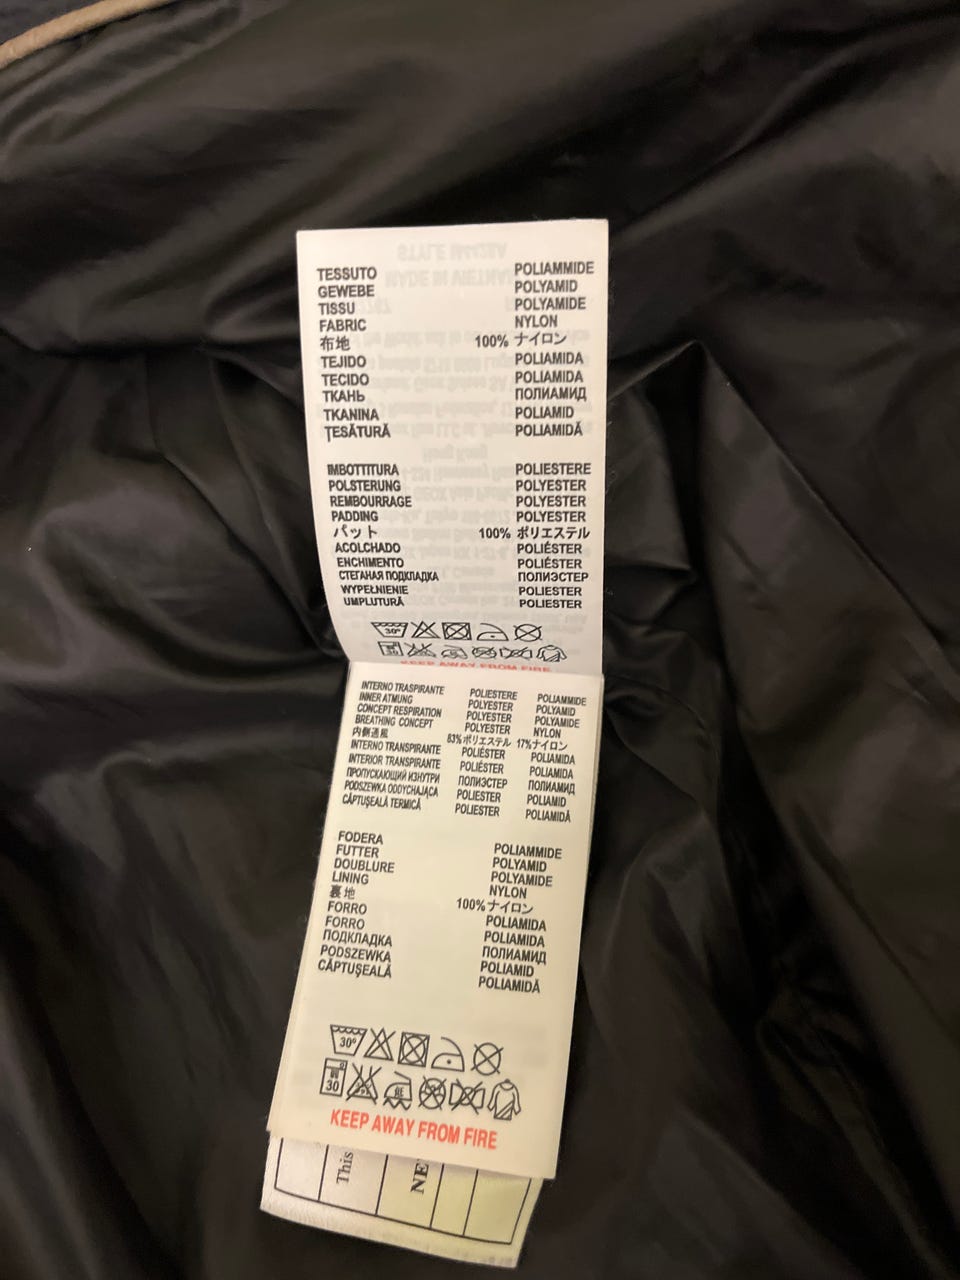 TESSUTO POLIAMMIDE
GEWEBE POLYAMID
TISSU POLYAMIDE
FABRIC NYLON
布地 100% ナイロン
TEJIDO POLIAMIDA
TECIDO POLIAMIDA
ТКАНЬ ПОЛИАМИД
TKANINA POLIAMID
ŢESĂTURĂ POLIAMIDĂ
IMBOTTITURA POLIESTERE
POLSTERUNG POLYESTER
REMBOURRAGE POLYESTER
PADDING POLYESTER
パット 100% ポリエステル
ACOLCHADO POLIÉSTER
ENCHIMENTO POLIÉSTER
СТЕГАНАЯ ПОДКЛАДКА ПОЛИЭСТЕР
WYPEŁNIENIE POLIESTER
UMPLUTURĂ POLIESTER
30°
30
KEEP AWAY FROM FIRE
INTERNO TRASPIRANTE POLIESTERE POLIAMMIDE
INNER ATMUNG POLYESTER POLYAMID
CONCEPT RESPIRATION POLYESTER POLYAMIDE
BREATHING CONCEPT POLYESTER NYLON
内側通風 83%ポリエステル 17%ナイロン
INTERNO TRANSPIRANTE POLIÉSTER POLIAMIDA
INTERIOR TRANSPIRANTE POLIÉSTER POLIAMIDA
ПРОПУСКАЮЩИЙ ИЗНУТРИ ПОЛИЭСТЕР ПОЛИАМИД
PODSZEWKA ODDYCHAJĄCA POLIESTER POLIAMID
CĂPTUŞEALĂ TERMICĂ POLIESTER POLIAMIDĂ
FODERA POLIAMMIDE
FUTTER POLYAMID
DOUBLURE POLYAMIDE
LINING NYLON
裏地 100%ナイロン
FORRO POLIAMIDA
FORRO POLIAMIDA
ПОДКЛАДКА ПОЛИАМИД
PODSZEWKA POLIAMID
CĂPTUŞEALĂ POLIAMIDĂ
30°
30
KEEP AWAY FROM FIRE
This